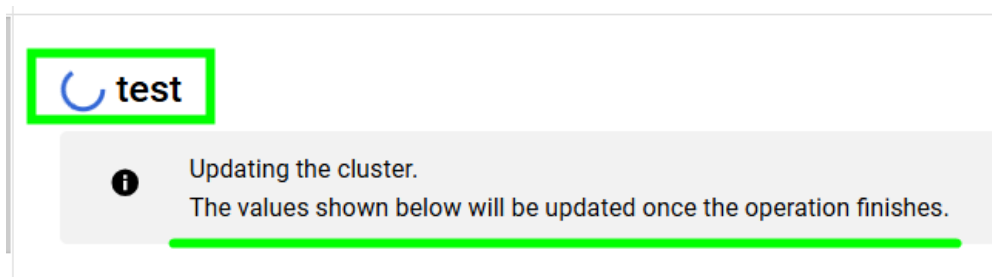 test
Updating the cluster.
The values shown below will be updated once the operation finishes.